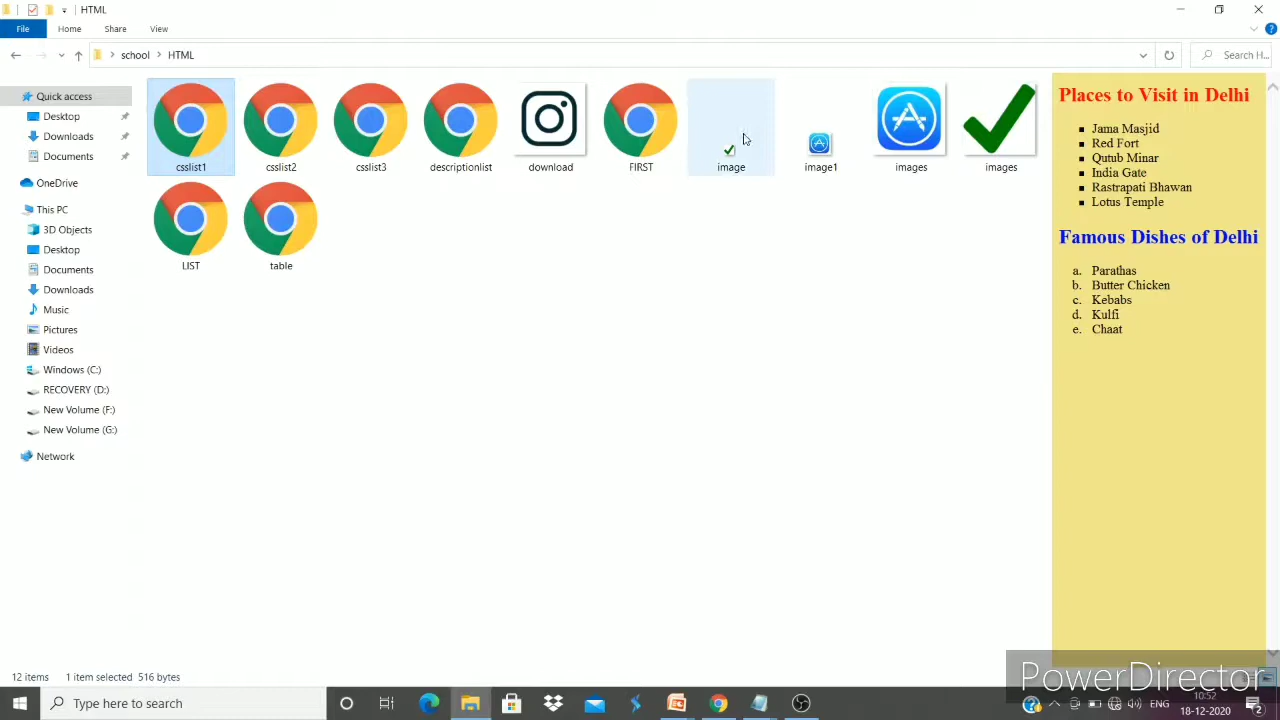 HTML
File
Home
Share
View
school
HTML
Search H...
Quick access
Desktop
Downloads
Documents
OneDrive
This PC
3D Objects
Desktop
Documents
Downloads
Music
Pictures
Videos
Windows (C:)
RECOVERY (D:)
New Volume (F:)
New Volume (G:)
Network
csslist1
csslist2
csslist3
descriptionlist
download
FIRST
image
image1
images
images
LIST
table
Places to Visit in Delhi
Jama Masjid
Red Fort
Qutub Minar
India Gate
Rastrapati Bhawan
Lotus Temple
Famous Dishes of Delhi
a. Parathas
b. Butter Chicken
c. Kebabs
d. Kulfi
e. Chaat
12 items 1 item selected 516 bytes
PowerDirector
Type here to search
ENG
10:52
18-12-2020
2